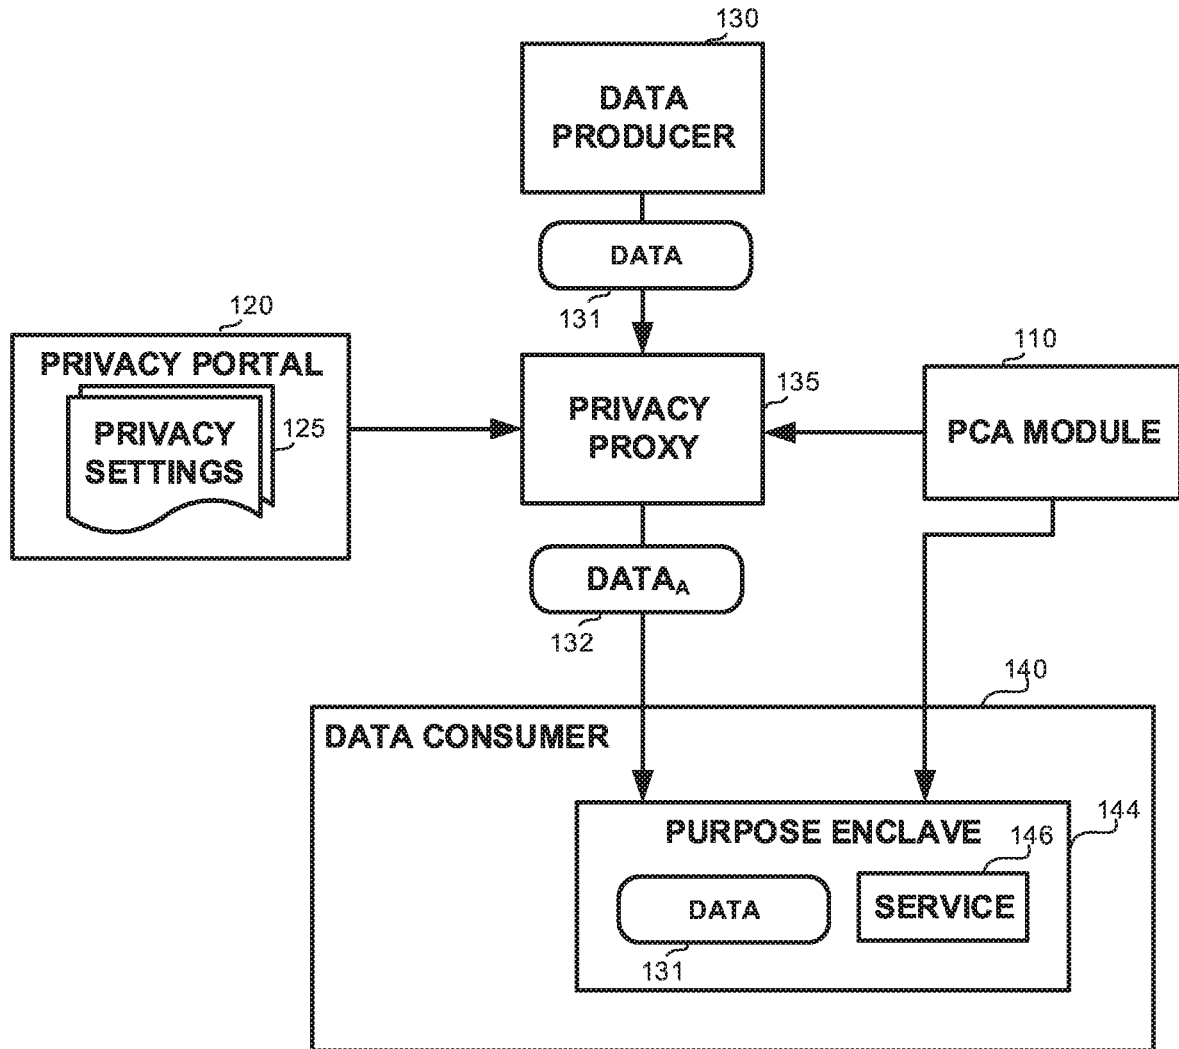 130
DATA
PRODUCER
DATA
131
120
PRIVACY PORTAL
PRIVACY
SETTINGS
125
PRIVACY
PROXY
135
110
PCA MODULE
DATAA
132
140
DATA CONSUMER
PURPOSE ENCLAVE
144
146
DATA
SERVICE
131